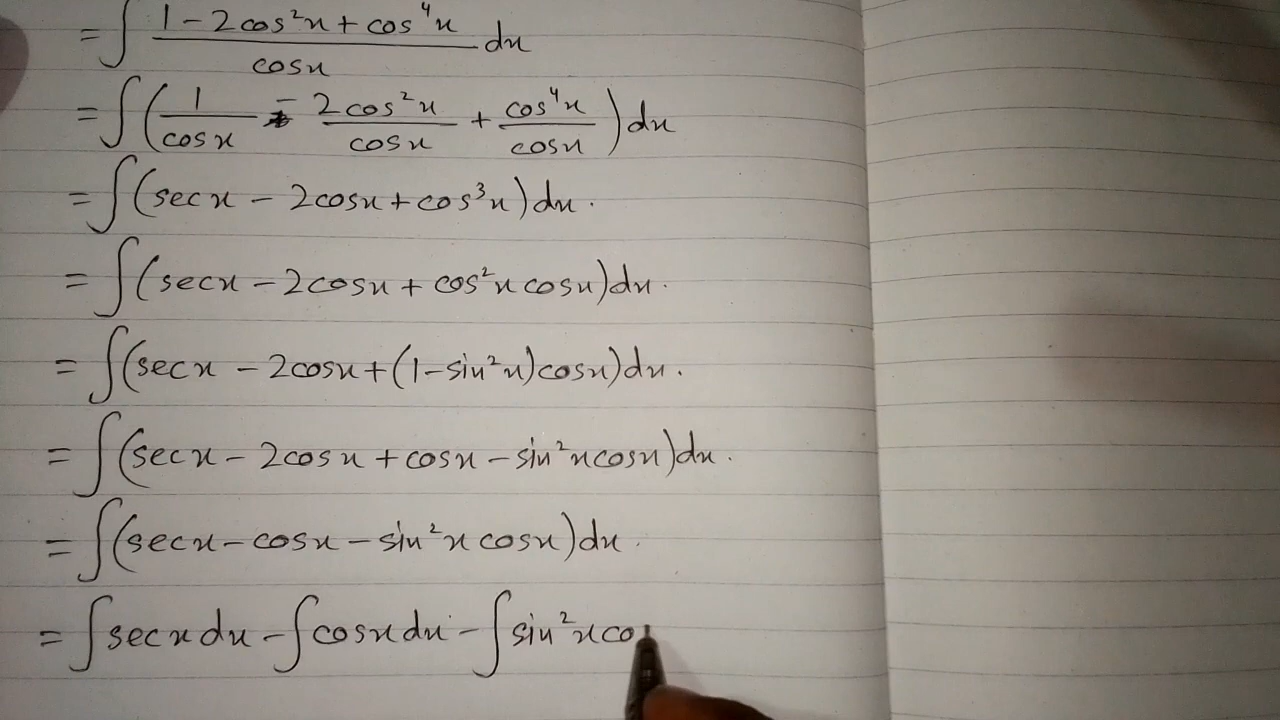 = ∫ (1 - 2cos²x + cos⁴x)/cosx dx
= ∫ (1/cosx - 2cos²x/cosx + cos⁴x/cosx) dx
= ∫ (secx - 2cosx + cos³x) dx.
= ∫ (secx - 2cosx + cos²x cosx) dx.
= ∫ (secx - 2cosx + (1-sin²x)cosx) dx.
= ∫ (secx - 2cosx + cosx - sin²x cosx) dx.
= ∫ (secx - cosx - sin²x cosx) dx.
= ∫ secx dx - ∫ cosx dx - ∫ sin²x co